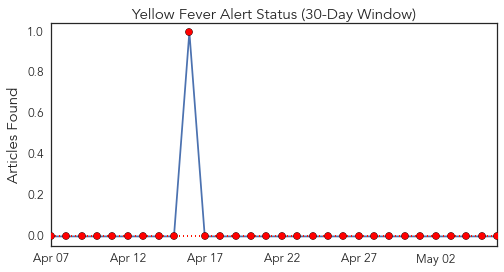 Yellow Fever Alert Status (30-Day Window)
Articles Found
1.0
0.8
0.6
0.4
0.2
0.0
Apr 07
Apr 12
Apr 17
Apr 22
Apr 27
May 02